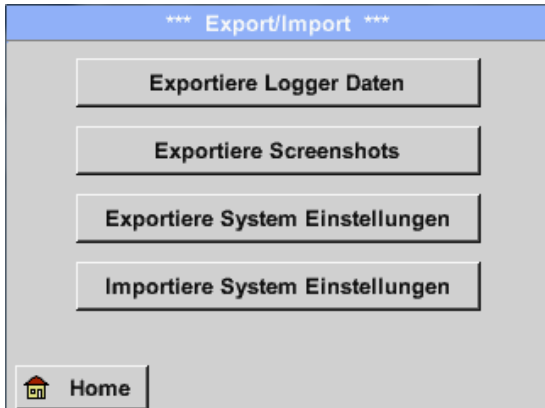 *** Export/Import ***
Exportiere Logger Daten
Exportiere Screenshots
Exportiere System Einstellungen
Importiere System Einstellungen
Home